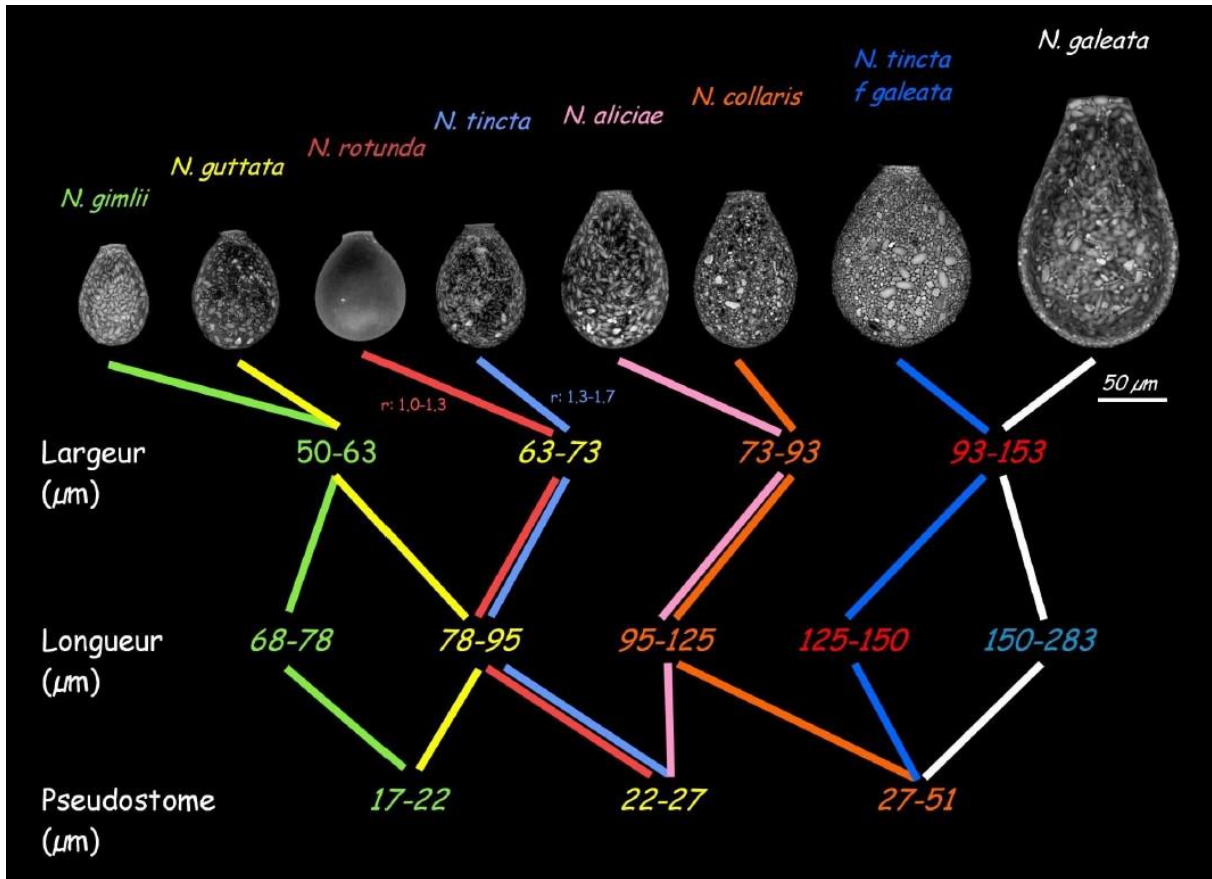 N. gimlii
N. guttata
N. rotunda
N. tincta
N. aliciae
N. collaris
N. tincta
f galeata
N. galeata
50 µm
r: 1.0-1.3
r: 1.3-1.7
Largeur
(µm)
50-63
63-73
73-93
93-153
Longueur
(µm)
68-78
78-95
95-125
125-150
150-283
Pseudostome
(µm)
17-22
22-27
27-51